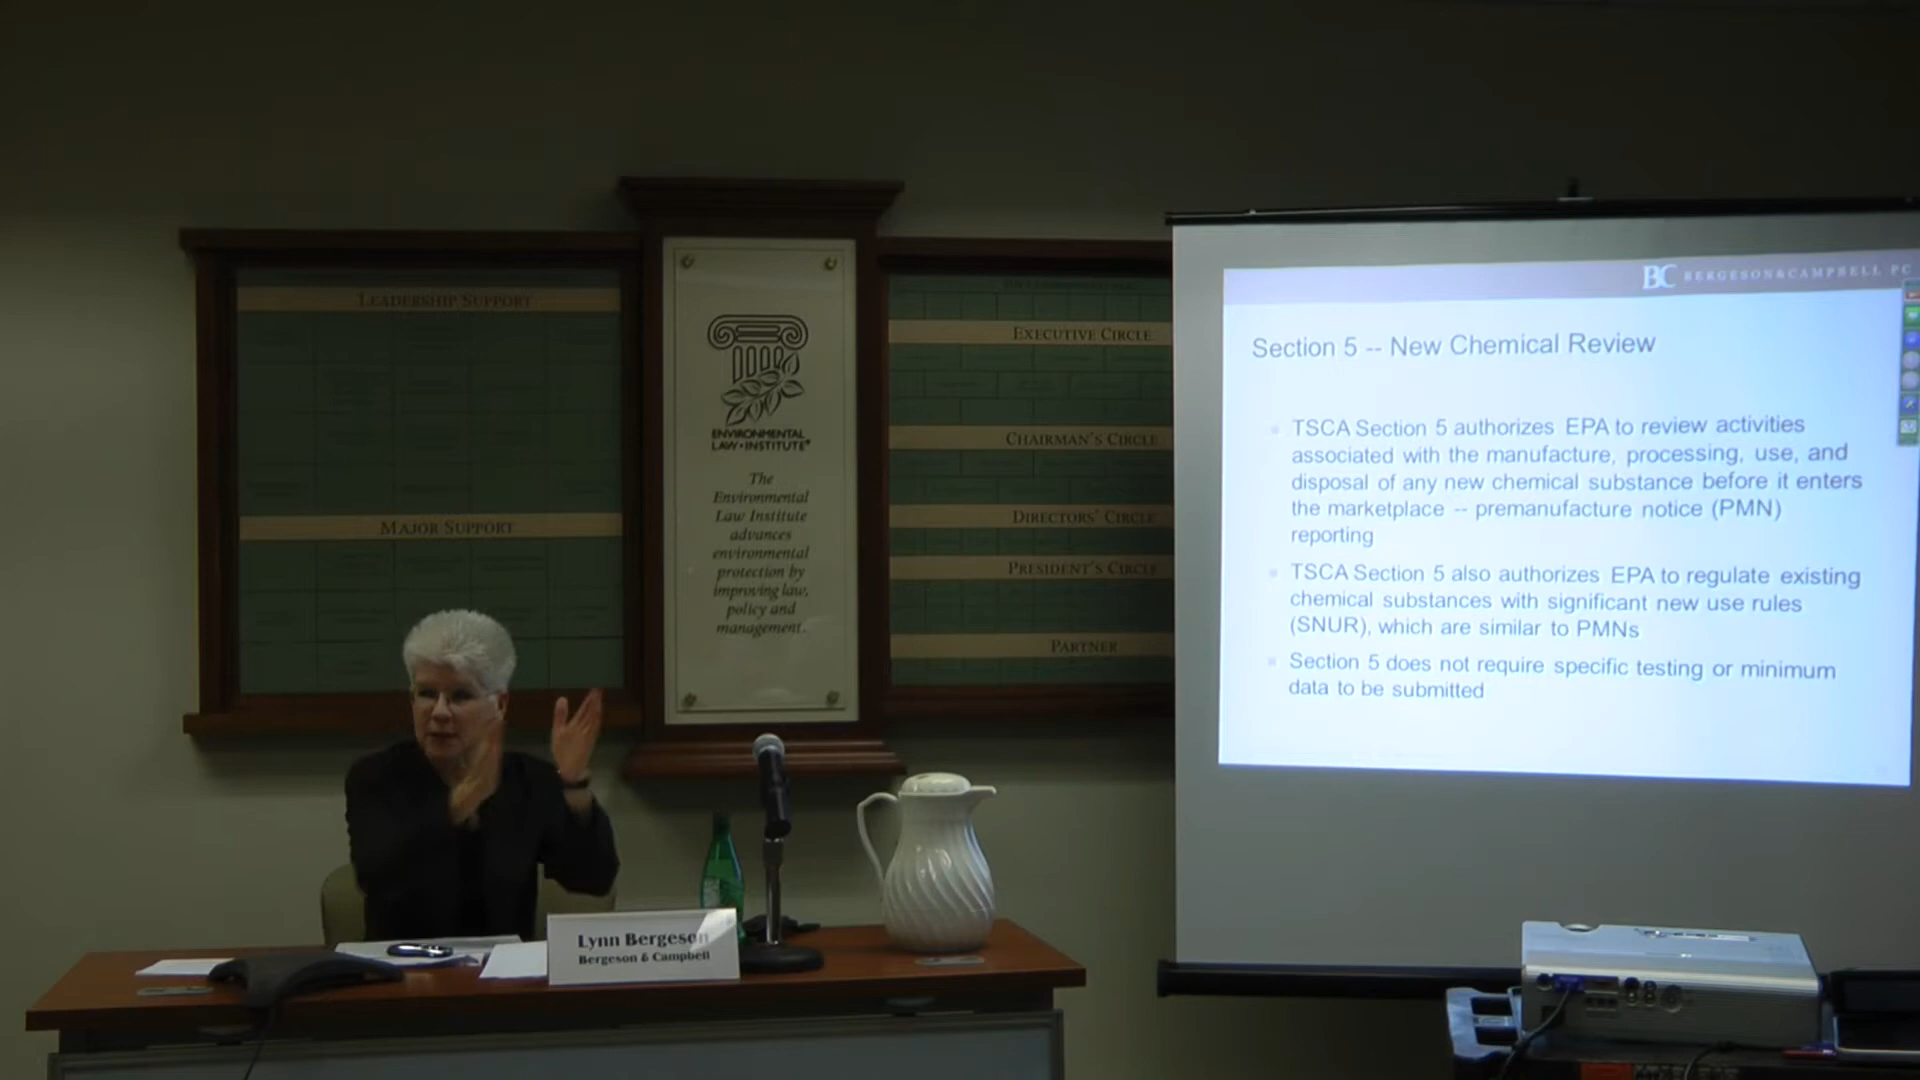 LEADERSHIP SUPPORT
MAJOR SUPPORT
ENVIRONMENTAL
LAW•INSTITUTE®
The
Environmental
Law Institute
advances
environmental
protection by
improving law,
policy and
management.
EXECUTIVE CIRCLE
CHAIRMAN'S CIRCLE
DIRECTORS' CIRCLE
PRESIDENT'S CIRCLE
PARTNER
BC BERGESON&CAMPBELL PC
Section 5 -- New Chemical Review
TSCA Section 5 authorizes EPA to review activities
associated with the manufacture, processing, use, and
disposal of any new chemical substance before it enters
the marketplace -- premanufacture notice (PMN)
reporting
TSCA Section 5 also authorizes EPA to regulate existing
chemical substances with significant new use rules
(SNUR), which are similar to PMNs
Section 5 does not require specific testing or minimum
data to be submitted
Lynn Bergeson
Bergeson & Campbell